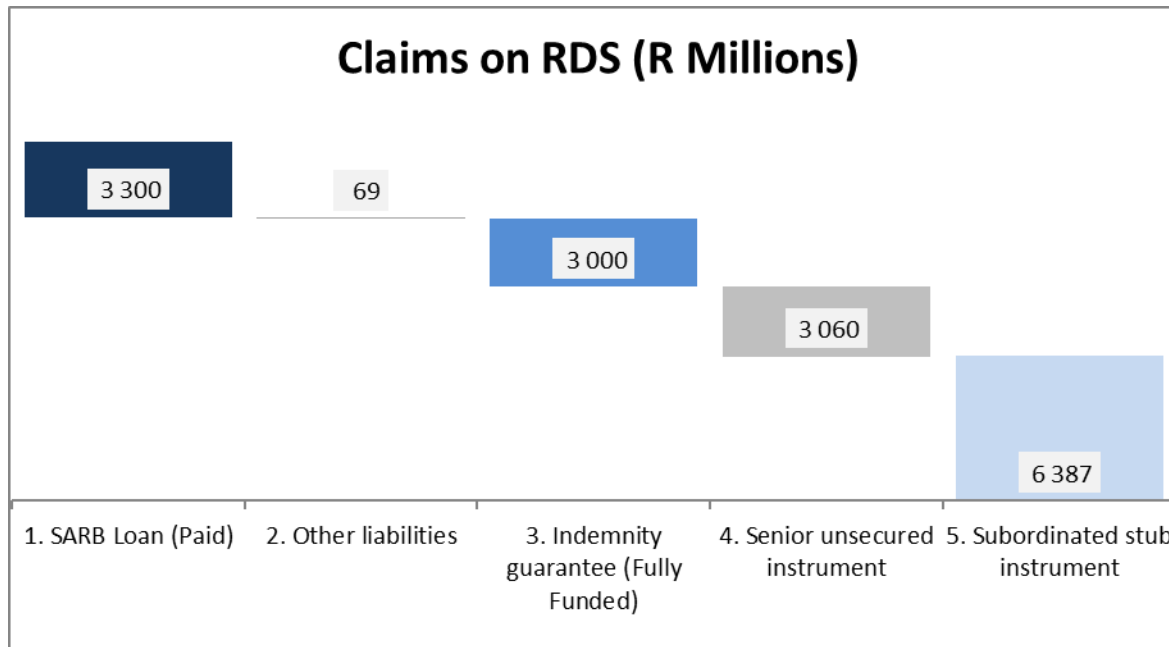 Claims on RDS (R Millions)
3 300
69
3 000
3 060
6 387
1. SARB Loan (Paid)
2. Other liabilities
3. Indemnity
guarantee (Fully
Funded)
4. Senior unsecured
instrument
5. Subordinated stub
instrument